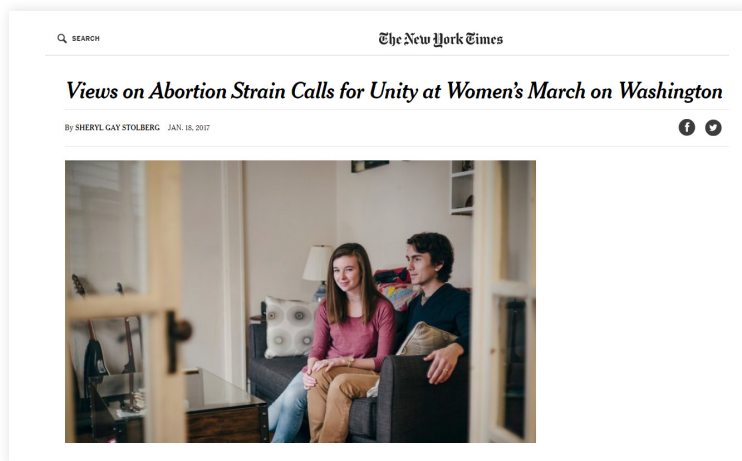 SEARCH
The New York Times
Views on Abortion Strain Calls for Unity at Women's March on Washington
By SHERYL GAY STOLBERG JAN. 18, 2017